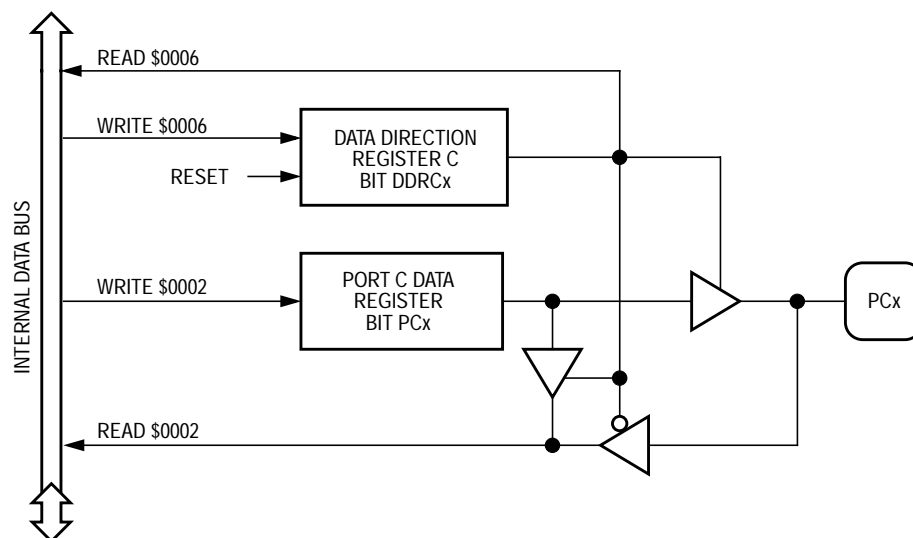 READ $0006
WRITE $0006
DATA DIRECTION
REGISTER C
BIT DDRCx
RESET
INTERNAL DATA BUS
WRITE $0002
PORT C DATA
REGISTER
BIT PCx
PCx
READ $0002